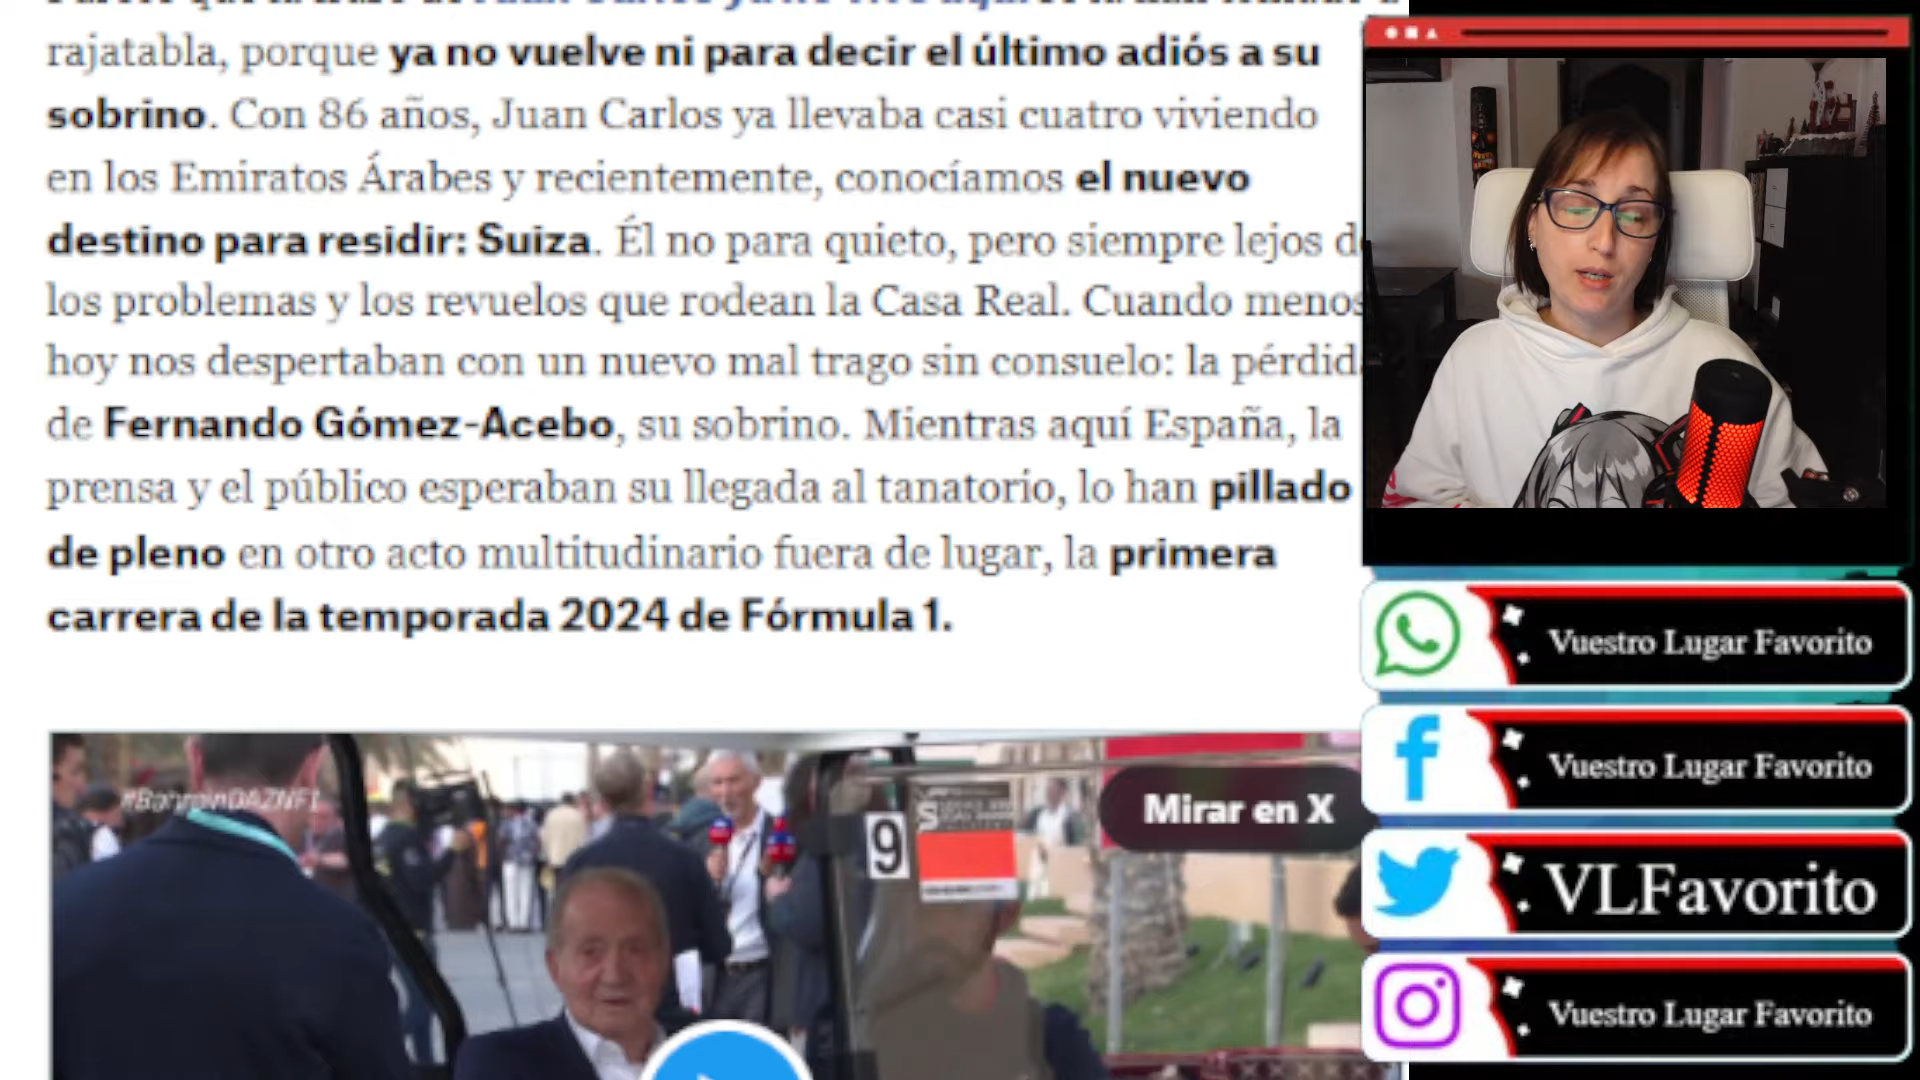 rajatabla, porque ya no vuelve ni para decir el último adiós a su
sobrino. Con 86 años, Juan Carlos ya llevaba casi cuatro viviendo
en los Emiratos Árabes y recientemente, conocíamos el nuevo
destino para residir: Suiza. Él no para quieto, pero siempre lejos d
los problemas y los revuelos que rodean la Casa Real. Cuando menos
hoy nos despertaban con un nuevo mal trago sin consuelo: la pérdid
de Fernando Gómez-Acebo, su sobrino. Mientras aquí España, la
prensa y el público esperaban su llegada al tanatorio, lo han pillado
de pleno en otro acto multitudinario fuera de lugar, la primera
carrera de la temporada 2024 de Fórmula 1.
#BahrainDAZNF1
9
Mirar en X
Vuestro Lugar Favorito
Vuestro Lugar Favorito
VLFavorito
Vuestro Lugar Favorito